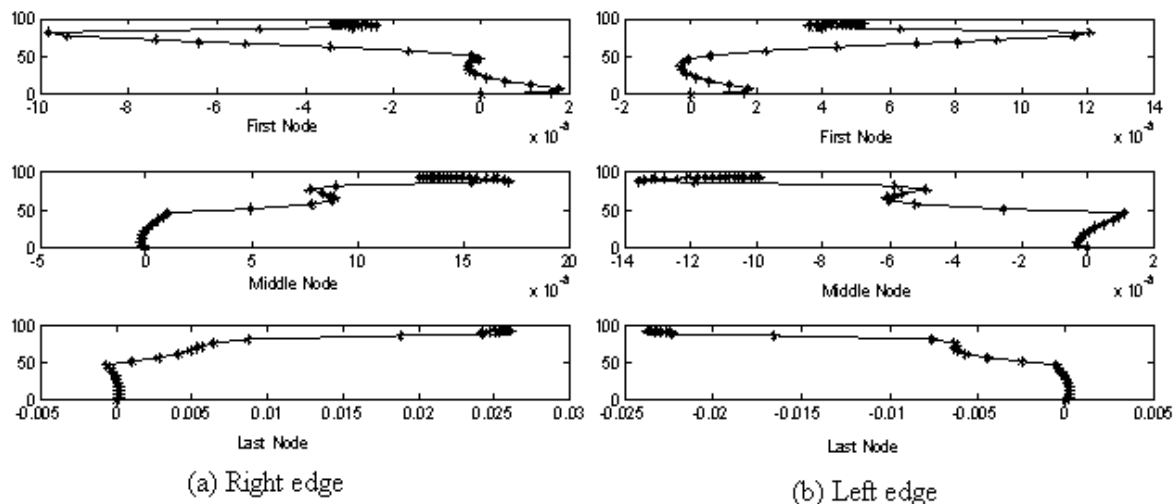 100
50
0
-10 -8 -6 -4 -2 0 2
First Node
x 10⁻³
100
50
0
-2 0 2 4 6 8 10 12 14
First Node
x 10⁻³
100
50
0
-5 0 5 10 15 20
Middle Node
x 10⁻³
100
50
0
-14 -12 -10 -8 -6 -4 -2 0 2
Middle Node
x 10⁻³
100
50
0
-0.005 0 0.005 0.01 0.015 0.02 0.025 0.03
Last Node
100
50
0
-0.025 -0.02 -0.015 -0.01 -0.005 0 0.005
Last Node
(a) Right edge
(b) Left edge